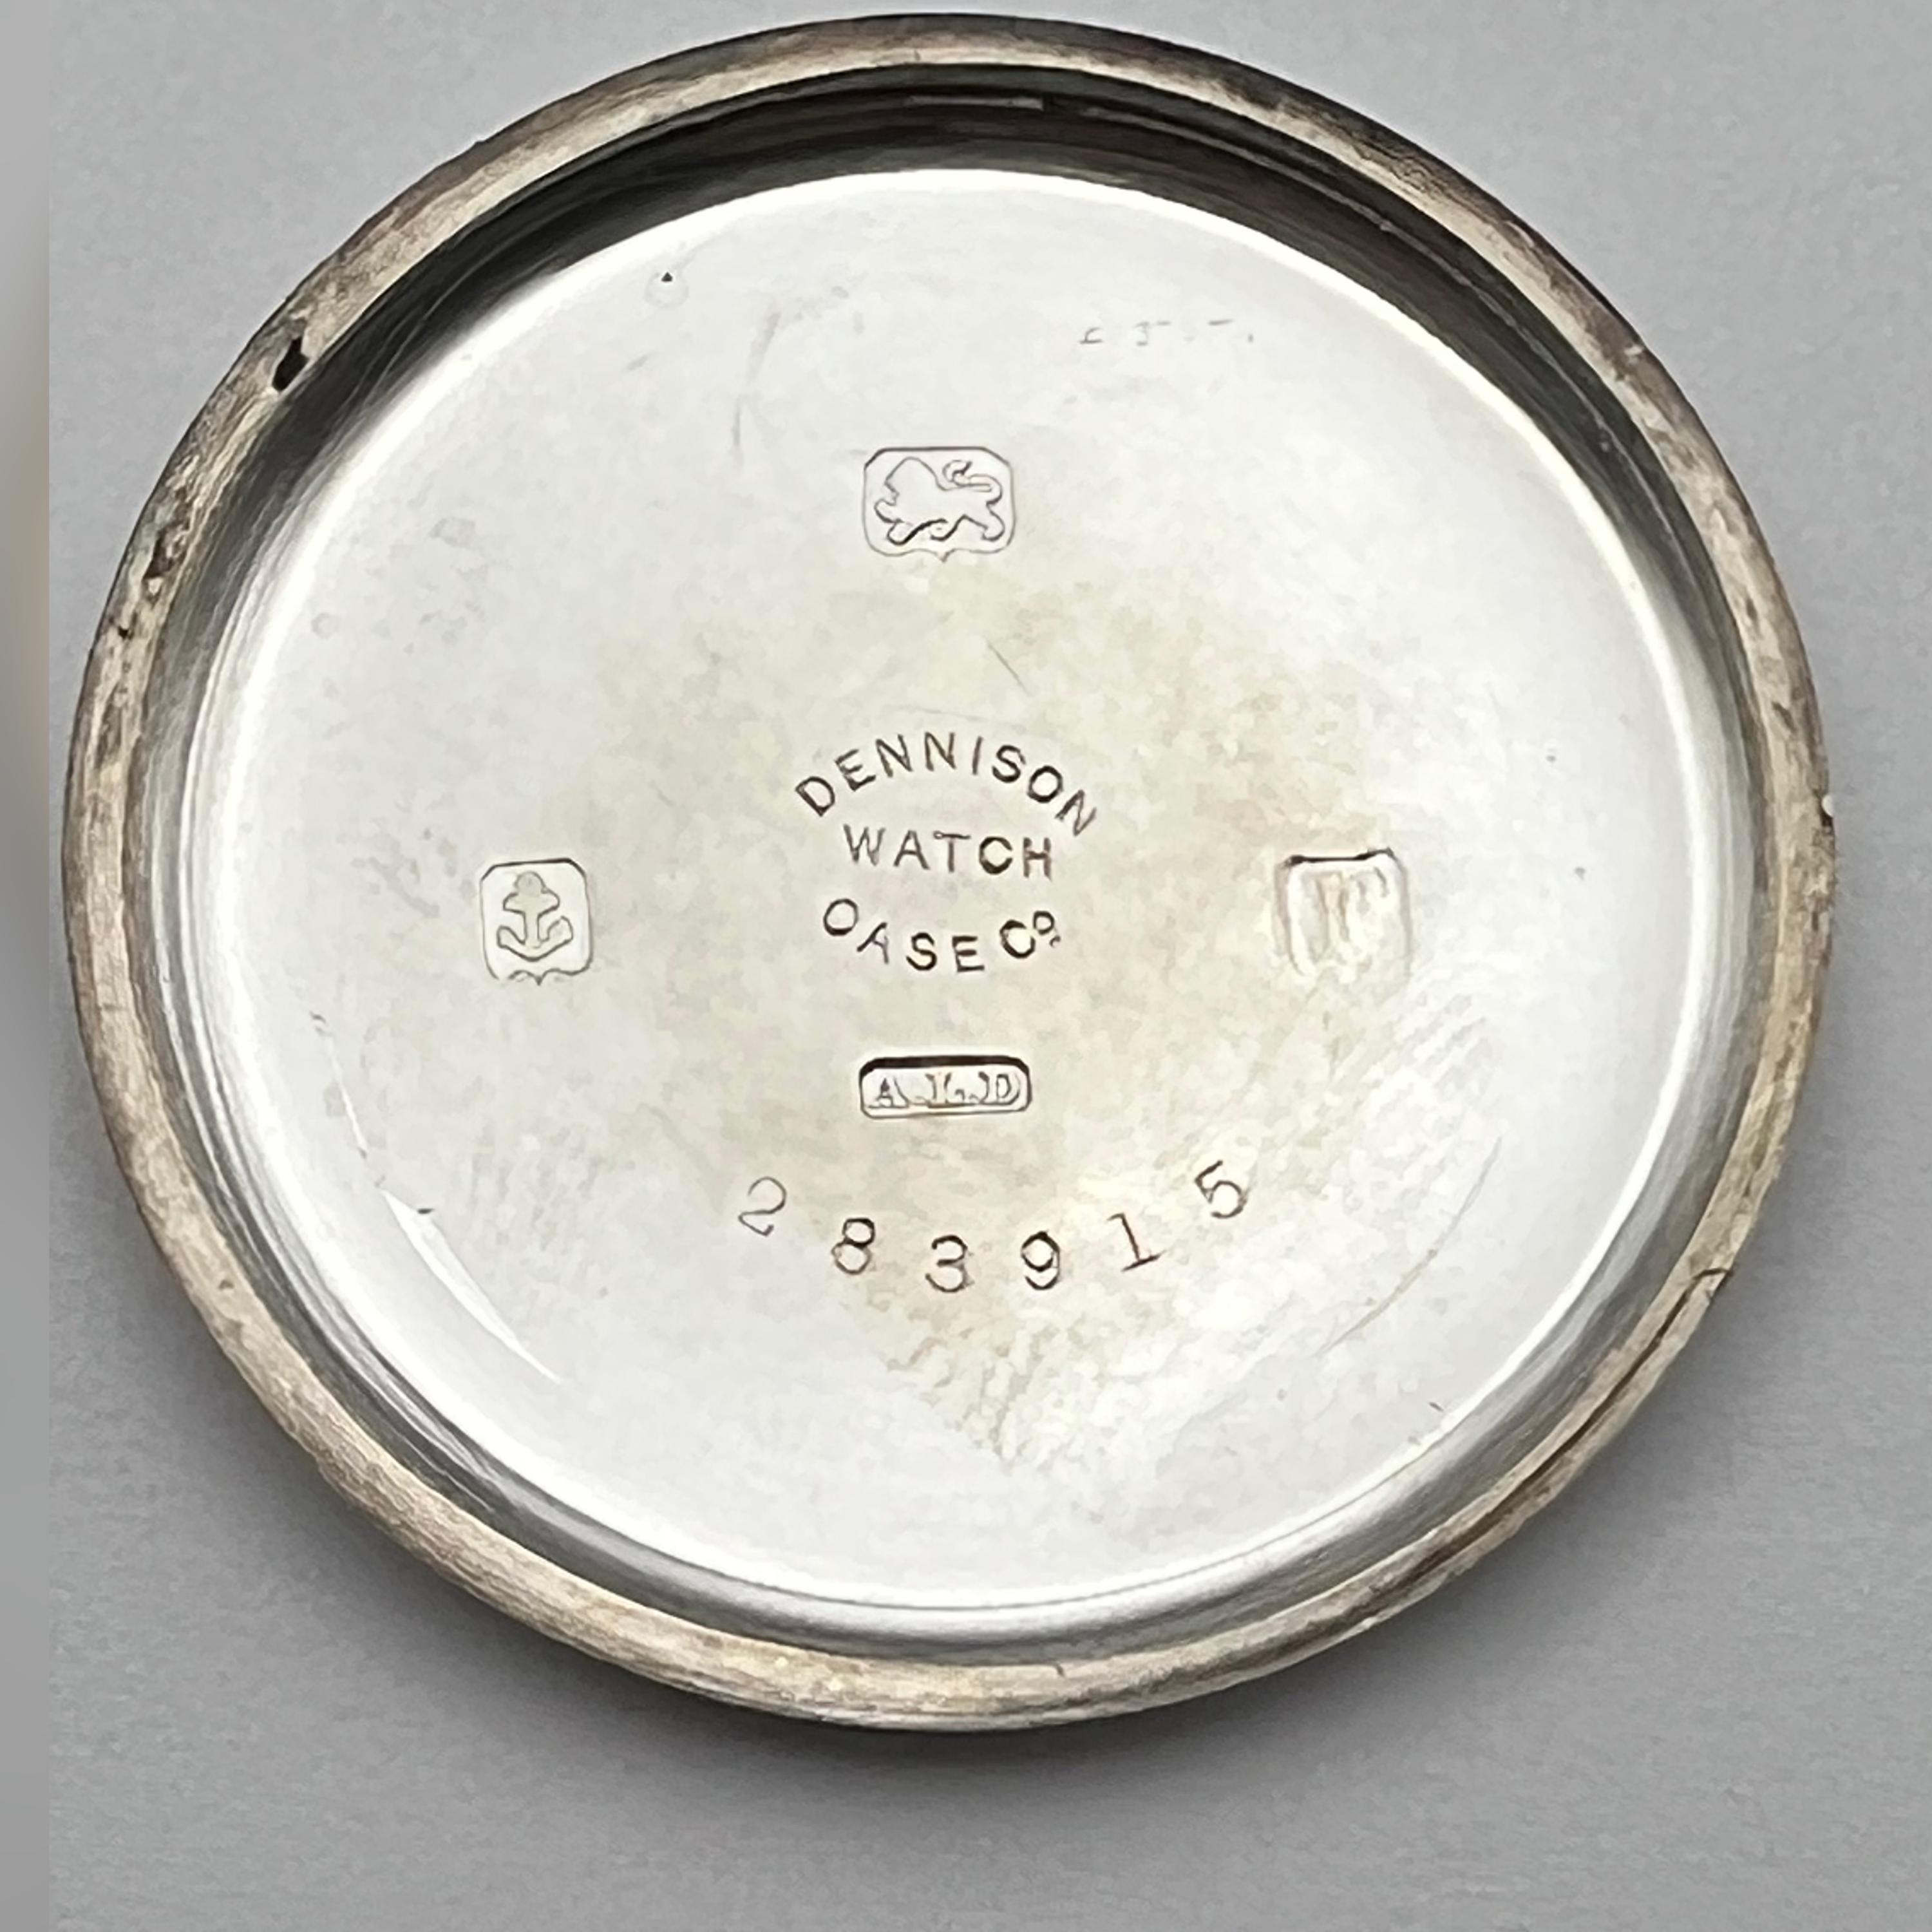 DENNISON
WATCH
CASE Cº.
A.L.D
283915